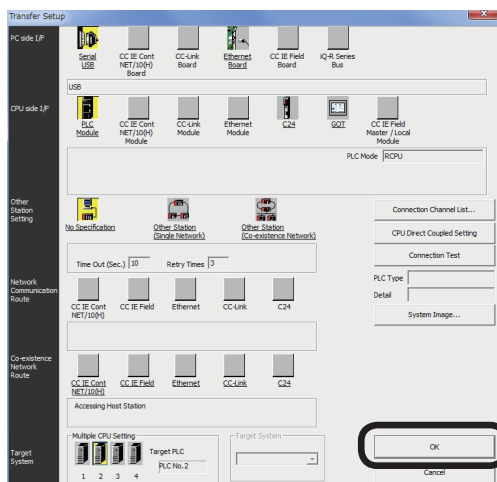 Transfer Setup
PC side I/F
Serial
USB
CC IE Cont
NET/10(H)
Board
CC-Link
Board
Ethernet
Board
CC IE Field
Board
iQ-R Series
Bus
USB
CPU side I/F
PLC
Module
CC IE Cont
NET/10(H)
Module
CC-Link
Module
Ethernet
Module
C24
GOT
CC IE Field
Master / Local
Module
PLC Mode RCPU
Other
Station
Setting
No Specification
Other Station
(Single Network)
Other Station
(Co-existence Network)
Connection Channel List...
CPU Direct Coupled Setting
Time Out (Sec.) 10 Retry Times 3
Connection Test
PLC Type
Detail
System Image...
Network
Communication
Route
CC IE Cont
NET/10(H)
CC IE Field
Ethernet
CC-Link
C24
Co-existence
Network
Route
CC IE Cont
NET/10(H)
CC IE Field
Ethernet
CC-Link
C24
Accessing Host Station
Target
System
Multiple CPU Setting
1 2 3 4
Target PLC
PLC No.2
Target System
OK
Cancel